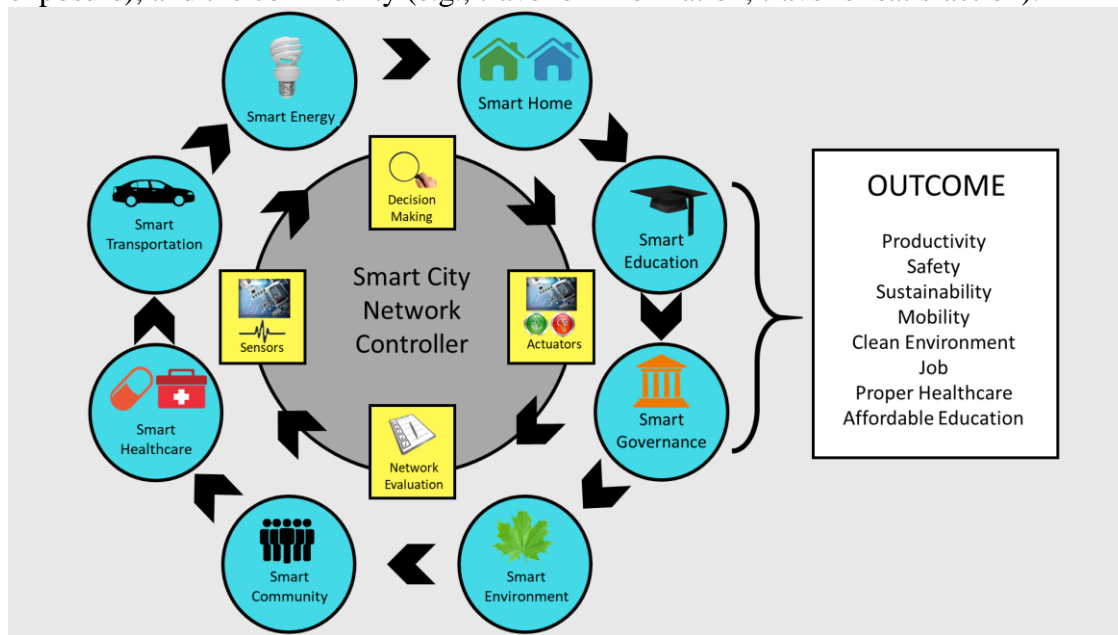 Smart Energy
Smart Home
Smart
Transportation
Decision
Making
Smart
Education
Sensors
Smart City
Network
Controller
Actuators
Smart
Healthcare
Network
Evaluation
Smart
Governance
Smart
Community
Smart
Environment
OUTCOME
Productivity
Safety
Sustainability
Mobility
Clean Environment
Job
Proper Healthcare
Affordable Education